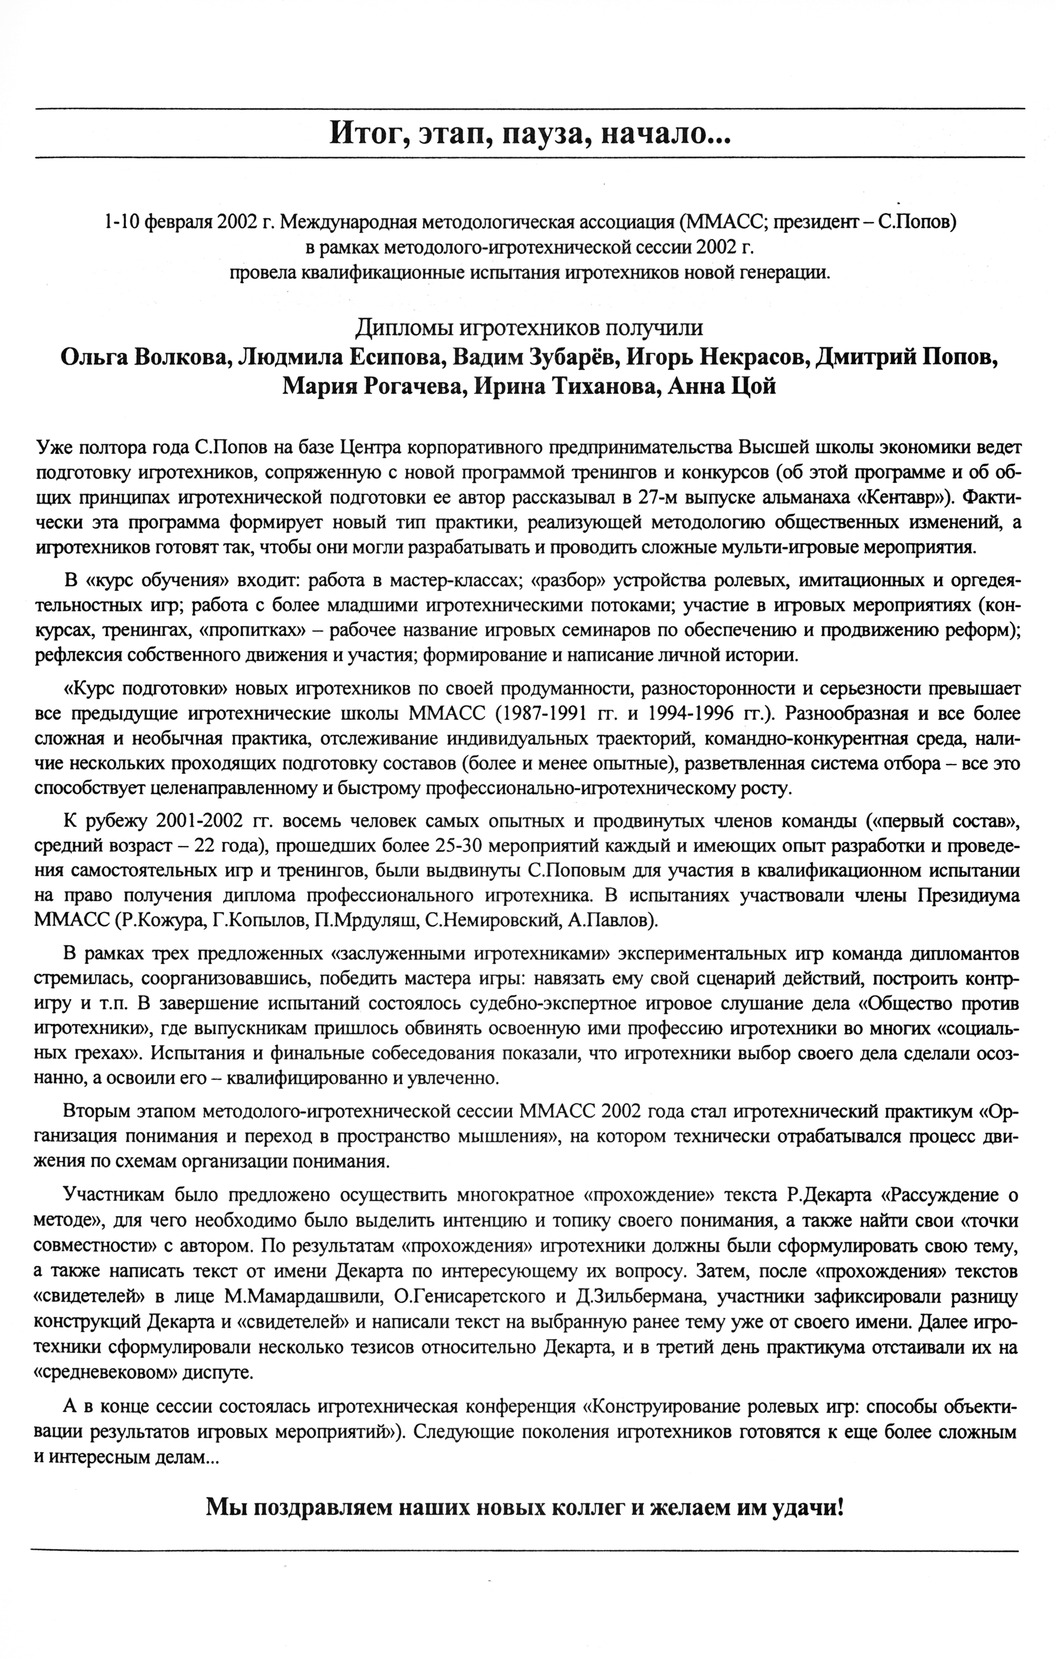 Итог, этап, пауза, начало...
1-10 февраля 2002 г. Международная методологическая ассоциация (ММАСС; президент – С.Попов)
в рамках методолого-игротехнической сессии 2002 г.
провела квалификационные испытания игротехников новой генерации.
Дипломы игротехников получили
Ольга Волкова, Людмила Есипова, Вадим Зубарёв, Игорь Некрасов, Дмитрий Попов,
Мария Рогачева, Ирина Тиханова, Анна Цой
Уже полтора года С.Попов на базе Центра корпоративного предпринимательства Высшей школы экономики ведет
подготовку игротехников, сопряженную с новой программой тренингов и конкурсов (об этой программе и об об-
щих принципах игротехнической подготовки ее автор рассказывал в 27-м выпуске альманаха «Кентавр»). Факти-
чески эта программа формирует новый тип практики, реализующей методологию общественных изменений, а
игротехников готовят так, чтобы они могли разрабатывать и проводить сложные мульти-игровые мероприятия.
В «курс обучения» входит: работа в мастер-классах; «разбор» устройства ролевых, имитационных и оргедея-
тельностных игр; работа с более младшими игротехническими потоками; участие в игровых мероприятиях (кон-
курсах, тренингах, «пропитках» – рабочее название игровых семинаров по обеспечению и продвижению реформ);
рефлексия собственного движения и участия; формирование и написание личной истории.
«Курс подготовки» новых игротехников по своей продуманности, разносторонности и серьезности превышает
все предыдущие игротехнические школы ММАСС (1987-1991 гг. и 1994-1996 гг.). Разнообразная и все более
сложная и необычная практика, отслеживание индивидуальных траекторий, командно-конкурентная среда, нали-
чие нескольких проходящих подготовку составов (более и менее опытные), разветвленная система отбора – все это
способствует целенаправленному и быстрому профессионально-игротехническому росту.
К рубежу 2001-2002 гг. восемь человек самых опытных и продвинутых членов команды («первый состав»,
средний возраст – 22 года), прошедших более 25-30 мероприятий каждый и имеющих опыт разработки и проведе-
ния самостоятельных игр и тренингов, были выдвинуты С.Поповым для участия в квалификационном испытании
на право получения диплома профессионального игротехника. В испытаниях участвовали члены Президиума
ММАСС (Р.Кожура, Г.Копылов, П.Мрдуляш, С.Немировский, А.Павлов).
В рамках трех предложенных «заслуженными игротехниками» экспериментальных игр команда дипломантов
стремилась, соорганизовавшись, победить мастера игры: навязать ему свой сценарий действий, построить контр-
игру и т.п. В завершение испытаний состоялось судебно-экспертное игровое слушание дела «Общество против
игротехники», где выпускникам пришлось обвинять освоенную ими профессию игротехники во многих «социаль-
ных грехах». Испытания и финальные собеседования показали, что игротехники выбор своего дела сделали осоз-
нанно, а освоили его – квалифицированно и увлеченно.
Вторым этапом методолого-игротехнической сессии ММАСС 2002 года стал игротехнический практикум «Ор-
ганизация понимания и переход в пространство мышления», на котором технически отрабатывался процесс дви-
жения по схемам организации понимания.
Участникам было предложено осуществить многократное «прохождение» текста Р.Декарта «Рассуждение о
методе», для чего необходимо было выделить интенцию и топику своего понимания, а также найти свои «точки
совместности» с автором. По результатам «прохождения» игротехники должны были сформулировать свою тему,
а также написать текст от имени Декарта по интересующему их вопросу. Затем, после «прохождения» текстов
«свидетелей» в лице М.Мамардашвили, О.Генисаретского и Д.Зильбермана, участники зафиксировали разницу
конструкций Декарта и «свидетелей» и написали текст на выбранную ранее тему уже от своего имени. Далее игро-
техники сформулировали несколько тезисов относительно Декарта, и в третий день практикума отстаивали их на
«средневековом» диспуте.
А в конце сессии состоялась игротехническая конференция «Конструирование ролевых игр: способы объекти-
вации результатов игровых мероприятий»). Следующие поколения игротехников готовятся к еще более сложным
и интересным делам...
Мы поздравляем наших новых коллег и желаем им удачи!